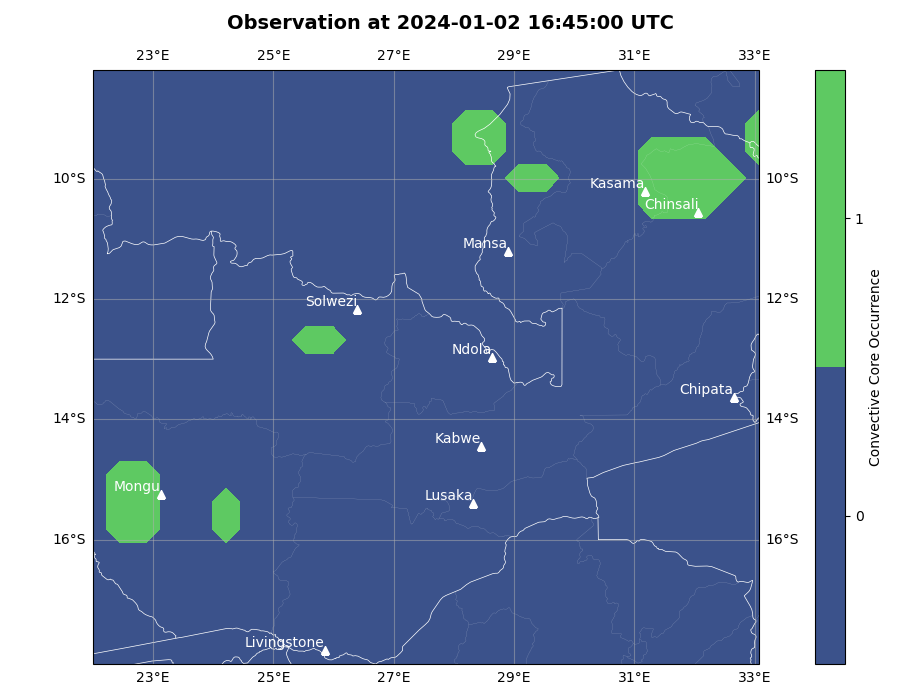 Observation at 2024-01-02 16:45:00 UTC
23°E 25°E 27°E 29°E 31°E 33°E
10°S 10°S
Kasama
Chinsali
1
Mansa
12°S 12°S
Solwezi
Ndola
Chipata
14°S 14°S
Kabwe
Mongu
Lusaka
0
16°S 16°S
Livingstone
23°E 25°E 27°E 29°E 31°E 33°E
Convective Core Occurrence